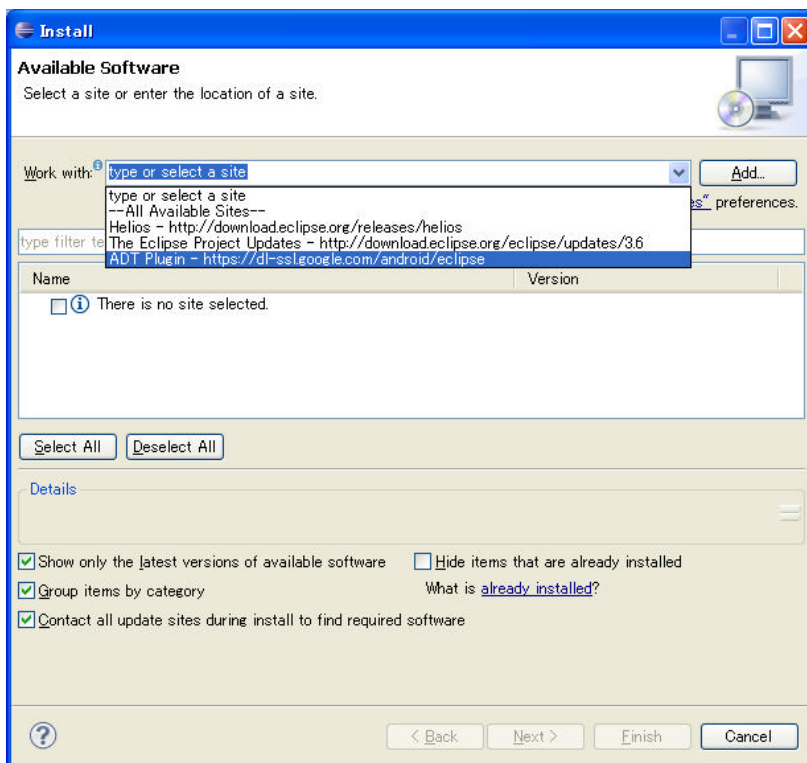 Install
Available Software
Select a site or enter the location of a site.
Work with: type or select a site Add...
type or select a site
--All Available Sites--
Helios - http://download.eclipse.org/releases/helios
es" preferences.
The Eclipse Project Updates - http://download.eclipse.org/eclipse/updates/3.6
type filter te
ADT Plugin - https://dl-ssl.google.com/android/eclipse
Name Version
There is no site selected.
Select All Deselect All
Details
Show only the latest versions of available software Hide items that are already installed
Group items by category What is already installed?
Contact all update sites during install to find required software
< Back Next > Finish Cancel